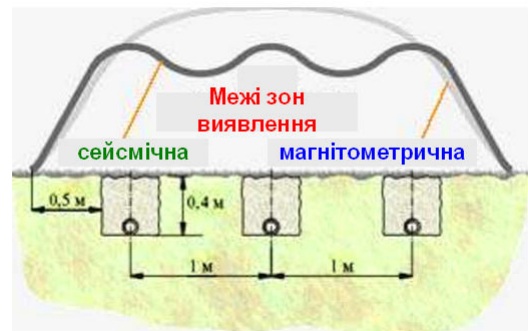 Межі зон
виявлення
сейсмічна
магнітометрична
0,5 м
0,4 м
1 м
1 м